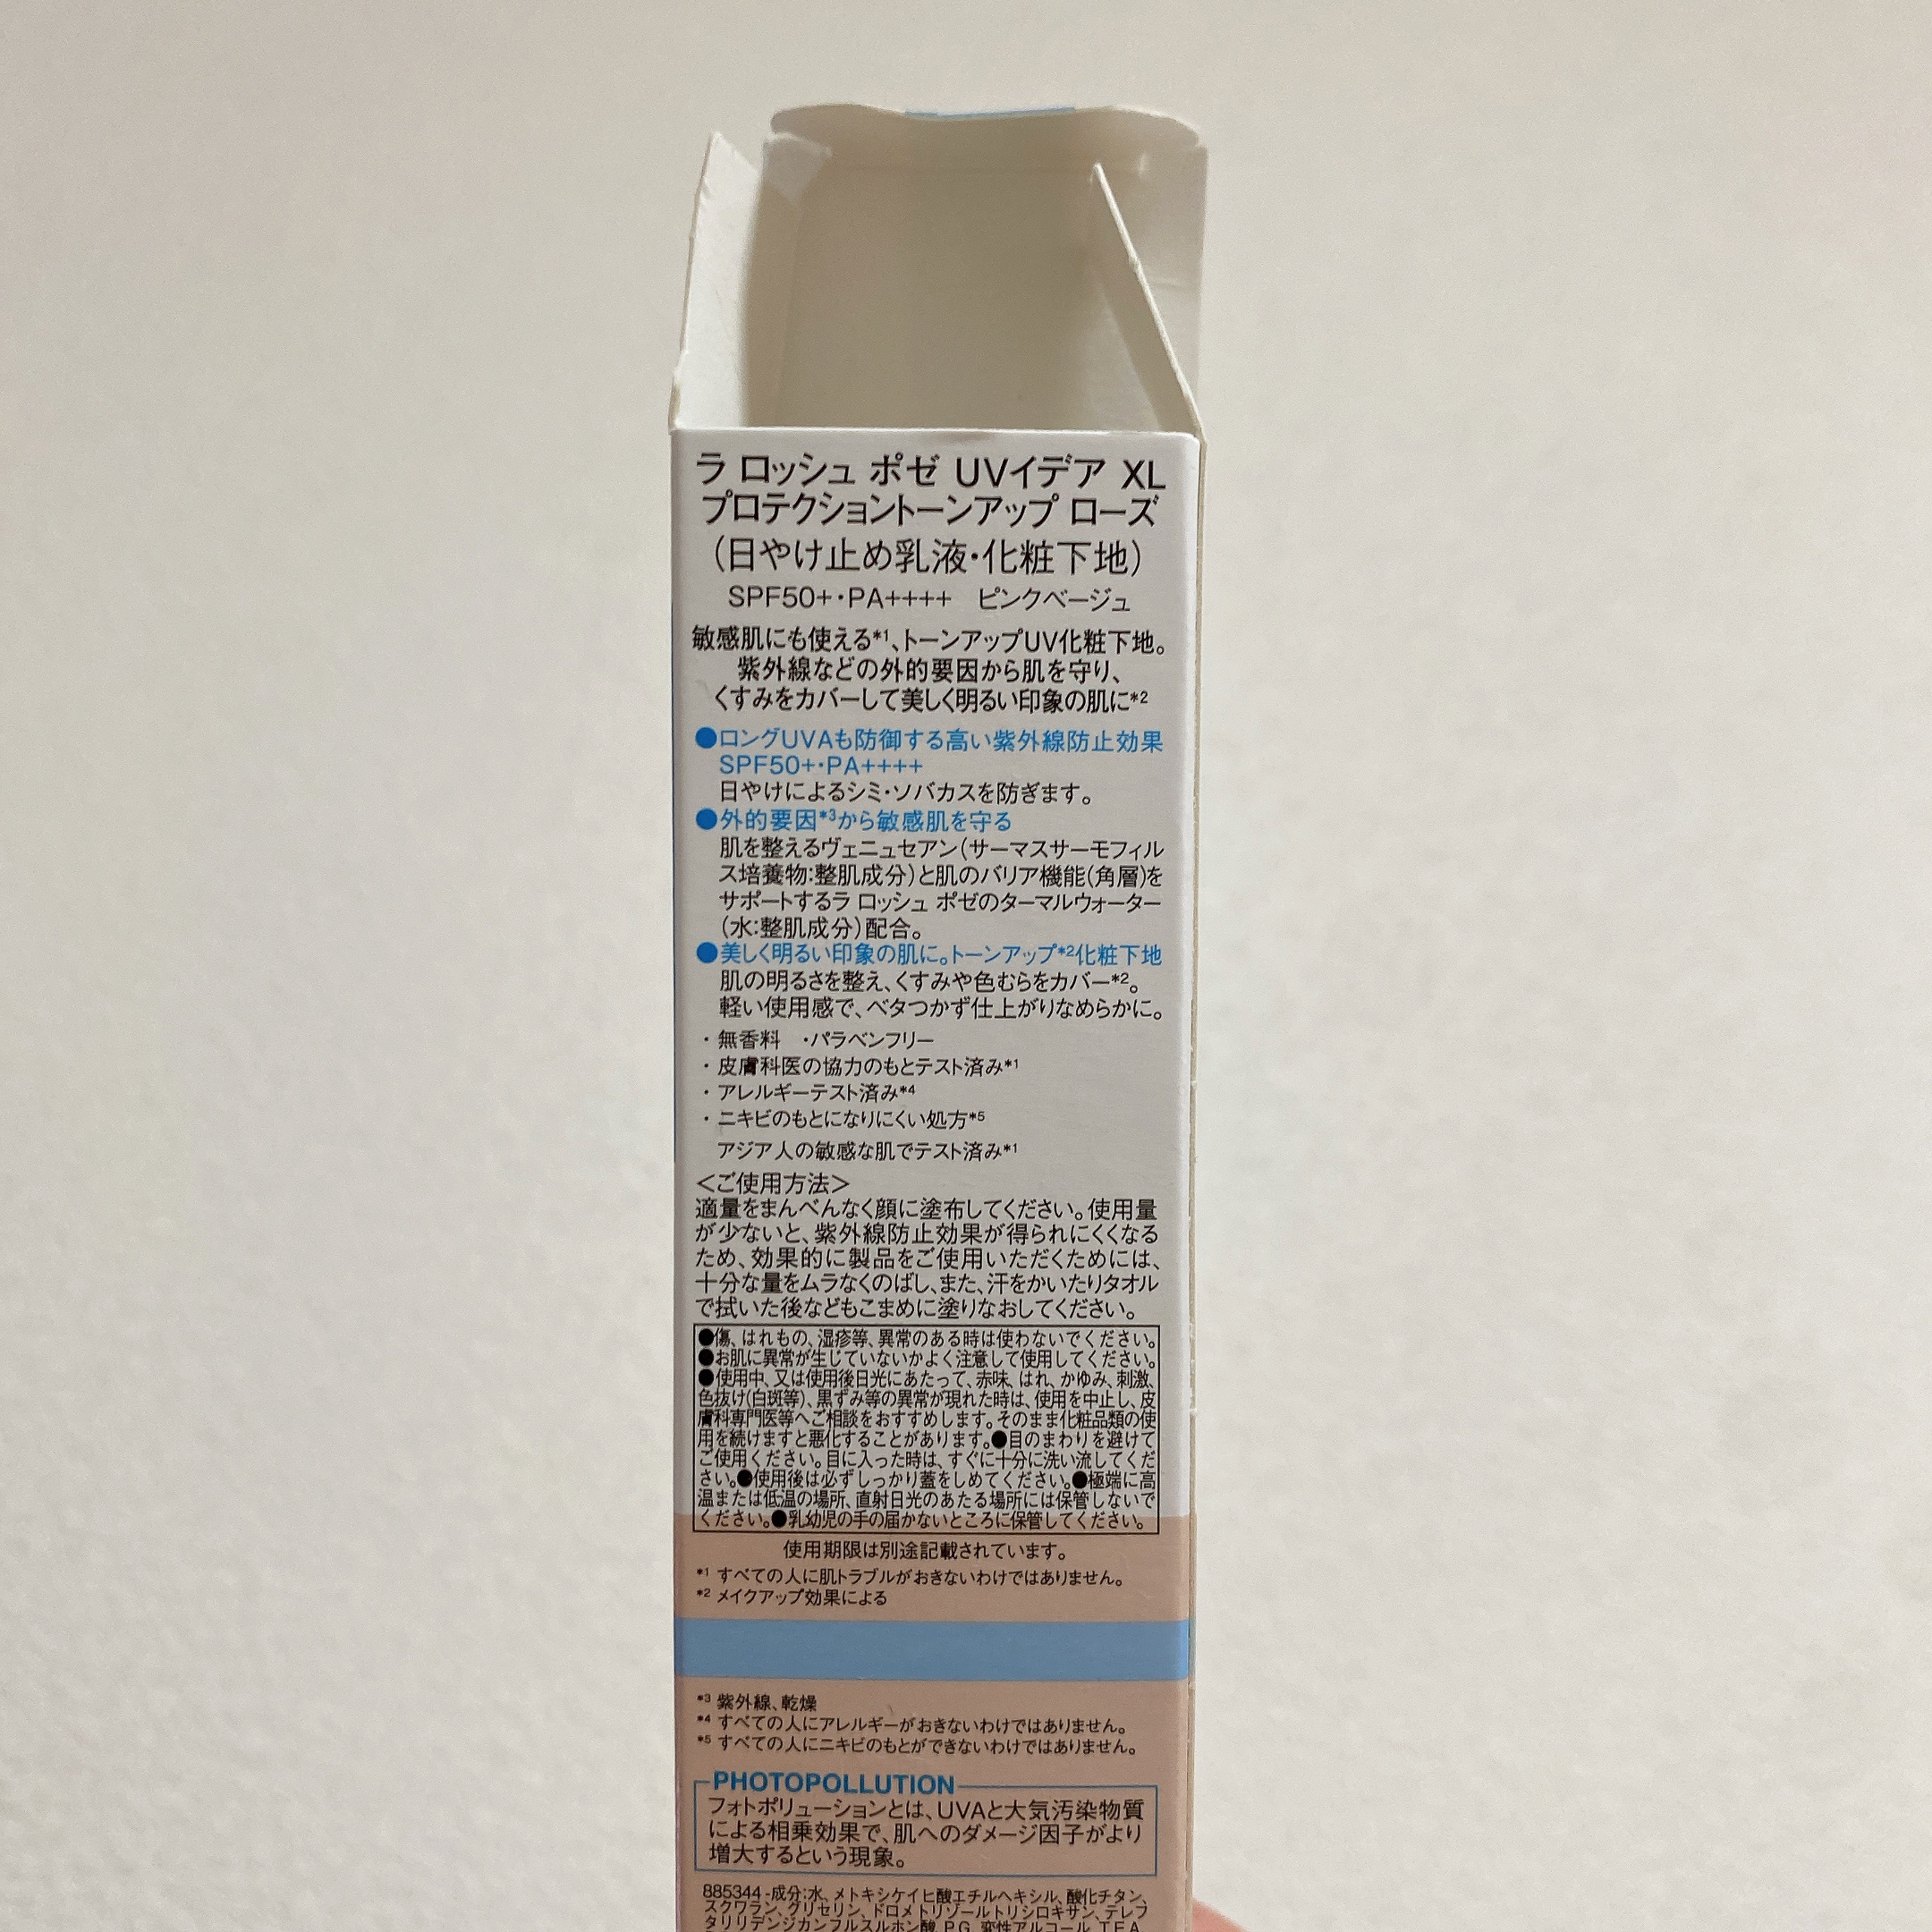 ラ ロッシュ ポゼ UVイデア XL
プロテクショントーンアップ ローズ
(日やけ止め乳液・化粧下地)
SPF50+・PA++++ ピンクベージュ
敏感肌にも使える*1、トーンアップUV化粧下地。
紫外線などの外的要因から肌を守り、
くすみをカバーして美しく明るい印象の肌に*2
●ロングUVAも防御する高い紫外線防止効果
SPF50+・PA++++
日やけによるシミ・ソバカスを防ぎます。
●外的要因*3から敏感肌を守る
肌を整えるヴェニュセアン(サーマスサーモフィル
ス培養物:整肌成分)と肌のバリア機能(角層)を
サポートするラ ロッシュ ポゼのターマルウォーター
(水:整肌成分)配合。
●美しく明るい印象の肌に。トーンアップ*2化粧下地
肌の明るさを整え、くすみや色むらをカバー*2。
軽い使用感で、ベタつかず仕上がりなめらかに。
・無香料 ・パラベンフリー
・皮膚科医の協力のもとテスト済み*1
・アレルギーテスト済み*4
・ニキビのもとになりにくい処方*5
アジア人の敏感な肌でテスト済み*1
<ご使用方法>
適量をまんべんなく顔に塗布してください。使用量
が少ないと、紫外線防止効果が得られにくくなる
ため、効果的に製品をご使用いただくためには、
十分な量をムラなくのばし、また、汗をかいたりタオル
で拭いた後などもこまめに塗りなおしてください。
●傷、はれもの、湿疹等、異常のある時は使わないでください。
●お肌に異常が生じていないかよく注意して使用してください。
●使用中、又は使用後日光にあたって、赤味、はれ、かゆみ、刺激、
色抜け(白斑等)、黒ずみ等の異常が現れた時は、使用を中止し、皮
膚科専門医等へご相談をおすすめします。そのまま化粧品類の使
用を続けますと悪化することがあります。●目のまわりを避けて
ご使用ください。目に入った時は、すぐに十分に洗い流してくだ
さい。●使用後は必ずしっかり蓋をしめてください。●極端に高
温または低温の場所、直射日光のあたる場所には保管しないで
ください。●乳幼児の手の届かないところに保管してください。
使用期限は別途記載されています。
*1 すべての人に肌トラブルがおきないわけではありません。
*2 メイクアップ効果による
*3 紫外線、乾燥
*4 すべての人にアレルギーがおきないわけではありません。
*5 すべての人にニキビのもとができないわけではありません。
PHOTOPOLLUTION
フォトポリューションとは、UVAと大気汚染物質
による相乗効果で、肌へのダメージ因子がより
増大するという現象。
885344 -成分:水、メトキシケイヒ酸エチルヘキシル、酸化チタン、
スクワラン、グリセリン、ドロメトリゾールトリシロキサン、テレフ
タリリデンジカンフルスルホン酸、PG、変性アルコール、TEA、